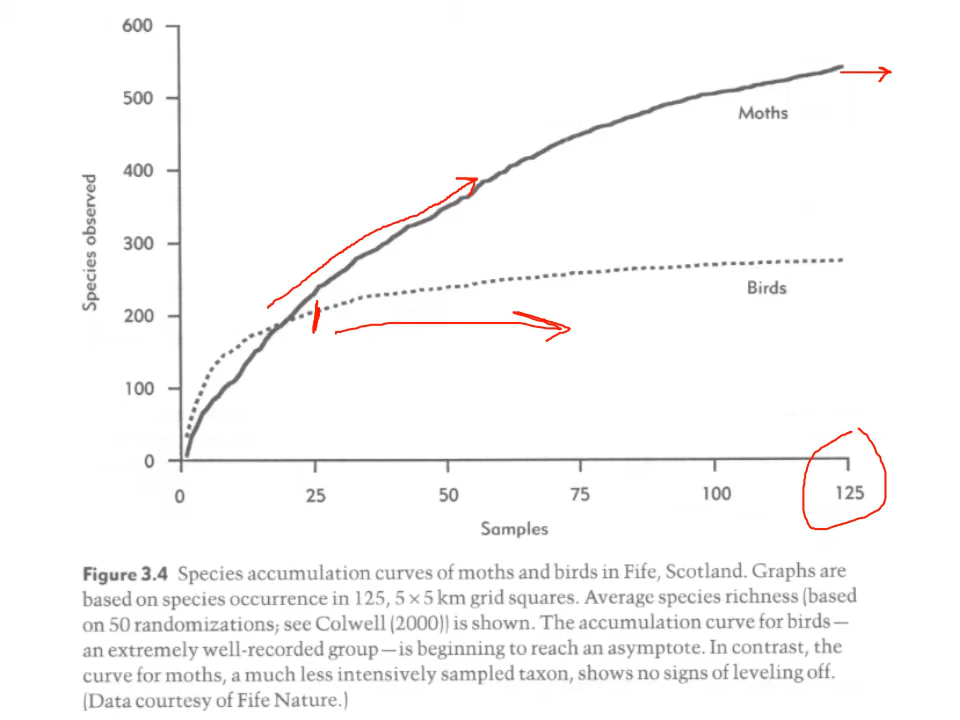 600
500
Moths
400
Species observed
300
Birds
200
100
0
0 25 50 75 100 125
Samples
Figure 3.4 Species accumulation curves of moths and birds in Fife, Scotland. Graphs are
based on species occurrence in 125, 5 × 5 km grid squares. Average species richness (based
on 50 randomizations; see Colwell (2000)) is shown. The accumulation curve for birds—
an extremely well-recorded group—is beginning to reach an asymptote. In contrast, the
curve for moths, a much less intensively sampled taxon, shows no signs of leveling off.
(Data courtesy of Fife Nature.)